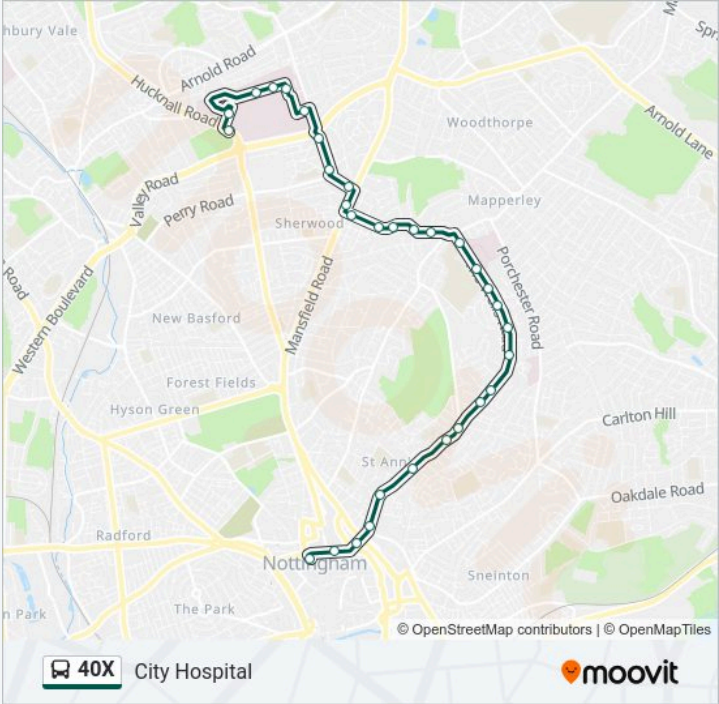 hbury Vale
Arnold Road
Hucknall Road
Spr
Arnold Lane
Woodthorpe
Valley Road
Perry Road
Sherwood
Mapperley
Road
Western Boulevard
Mansfield Road
Porchester Road
New Basford
Forest Fields
Hyson Green
Carlton Hill
St Ann
Oakdale Road
Radford
Nottingham
Sneinton
n Park
The Park
© OpenStreetMap contributors | © OpenMapTiles
40X City Hospital
moovit